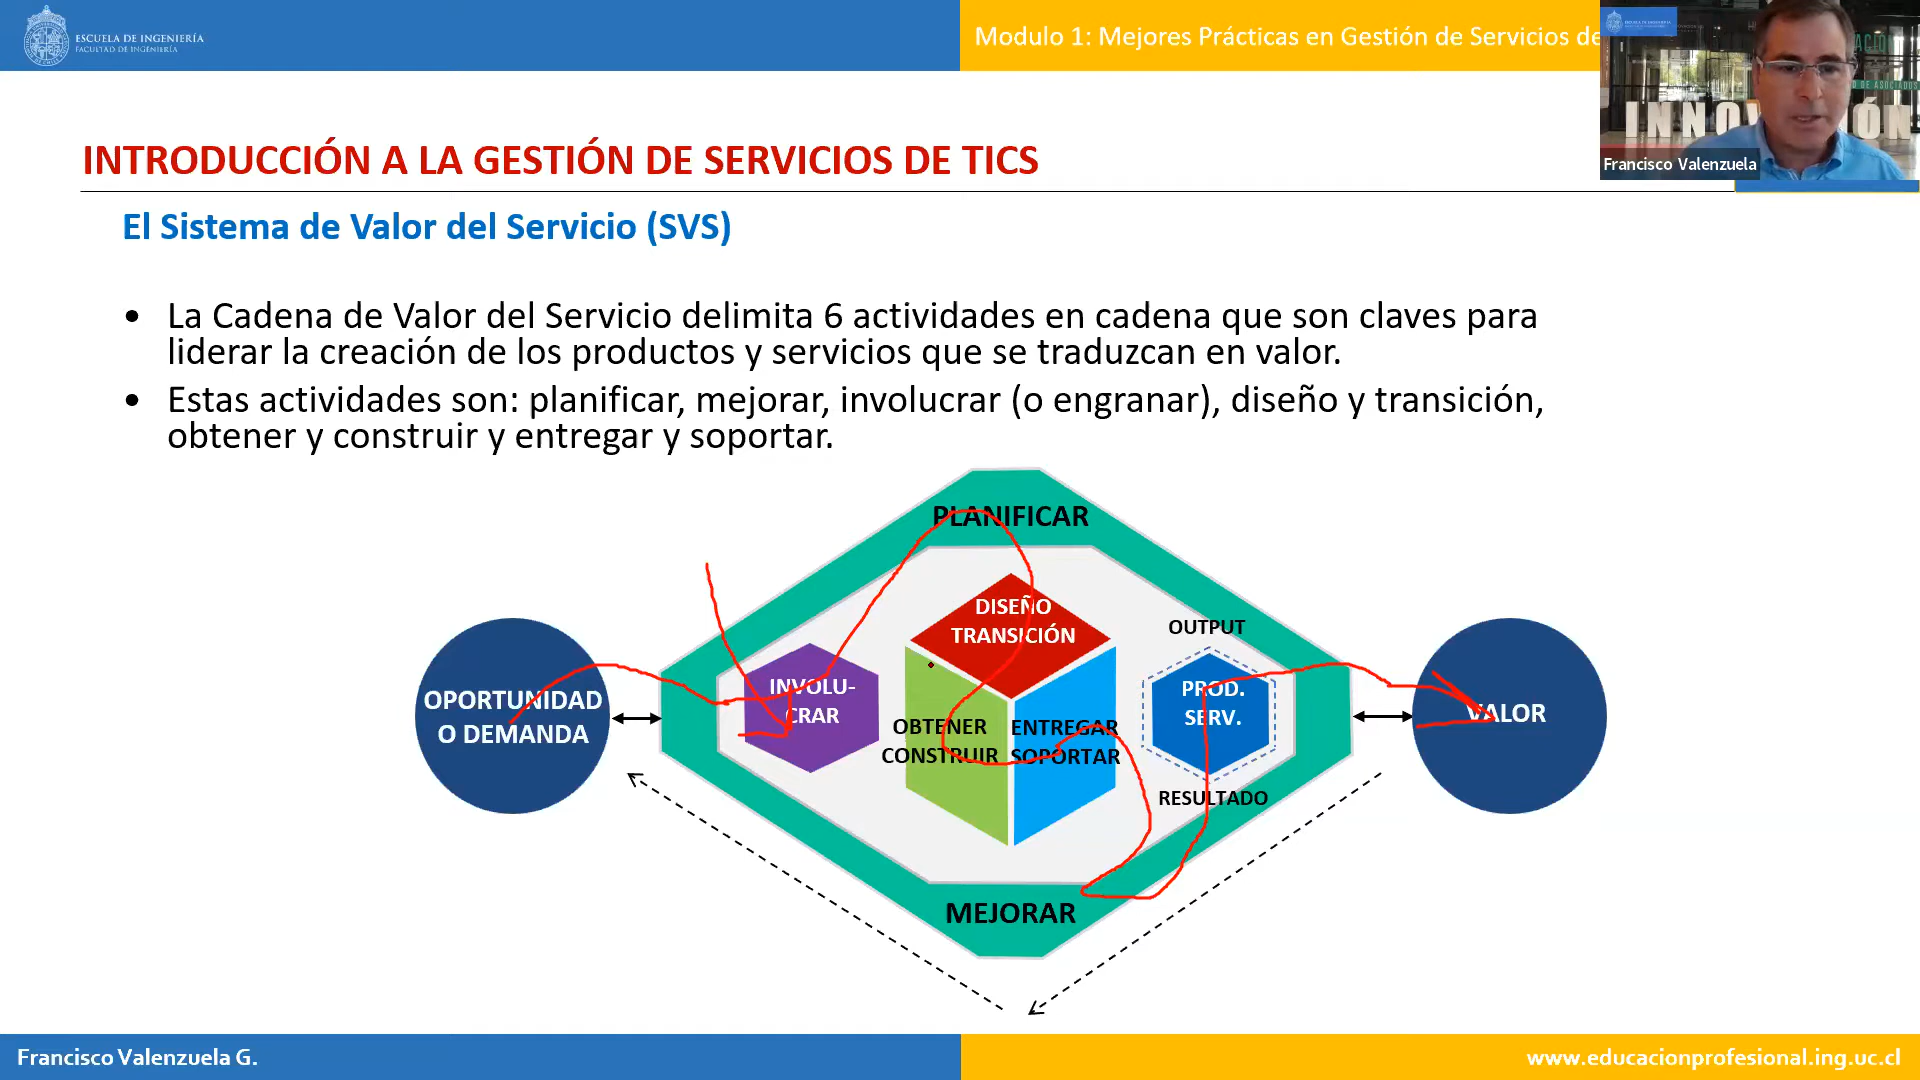 ESCUELA DE INGENIERÍA
FACULTAD DE INGENIERÍA
Modulo 1: Mejores Prácticas en Gestión de Servicios de
INNOV IÓN
Francisco Valenzuela
INTRODUCCIÓN A LA GESTIÓN DE SERVICIOS DE TICS
El Sistema de Valor del Servicio (SVS)
• La Cadena de Valor del Servicio delimita 6 actividades en cadena que son claves para
liderar la creación de los productos y servicios que se traduzcan en valor.
• Estas actividades son: planificar, mejorar, involucrar (o engranar), diseño y transición,
obtener y construir y entregar y soportar.
PLANIFICAR
DISEÑO
TRANSICIÓN
OUTPUT
OPORTUNIDAD
O DEMANDA
INVOLU-
CRAR
OBTENER
CONSTRUIR
ENTREGAR
SOPORTAR
PROD.
SERV.
VALOR
RESULTADO
MEJORAR
Francisco Valenzuela G.
www.educacionprofesional.ing.uc.cl